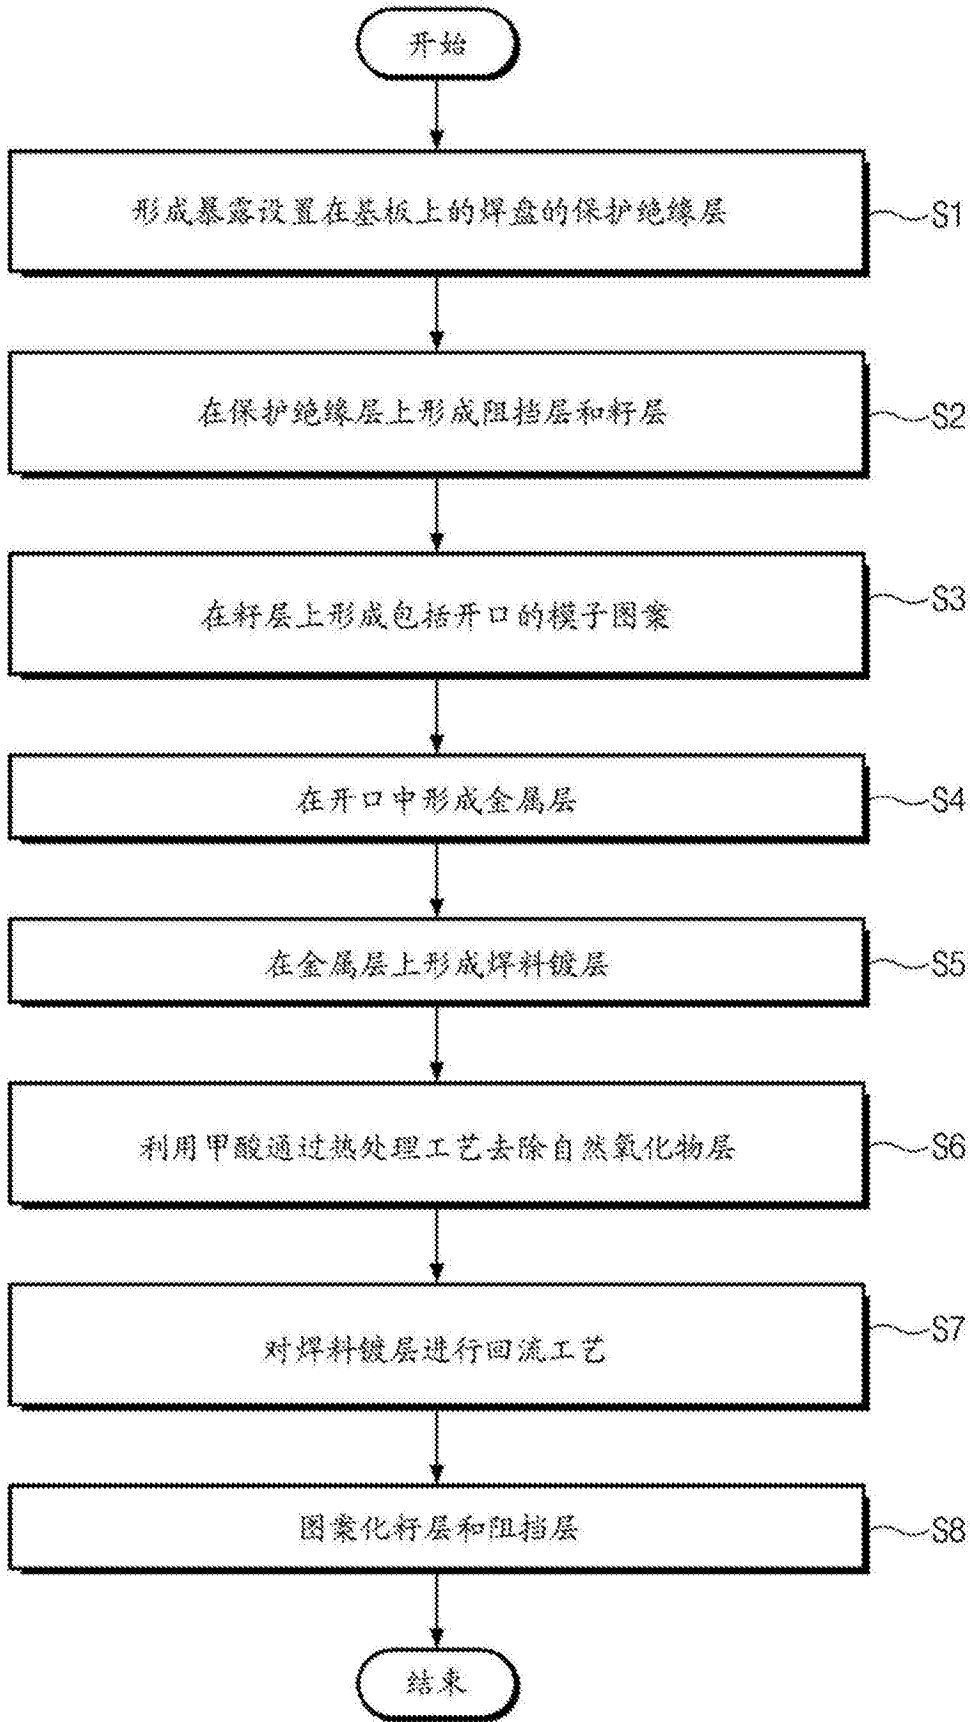 开始
形成暴露设置在基板上的焊盘的保护绝缘层
S1
在保护绝缘层上形成阻挡层和籽层
S2
在籽层上形成包括开口的模子图案
S3
在开口中形成金属层
S4
在金属层上形成焊料镀层
S5
利用甲酸通过热处理工艺去除自然氧化物层
S6
对焊料镀层进行回流工艺
S7
图案化籽层和阻挡层
S8
结束